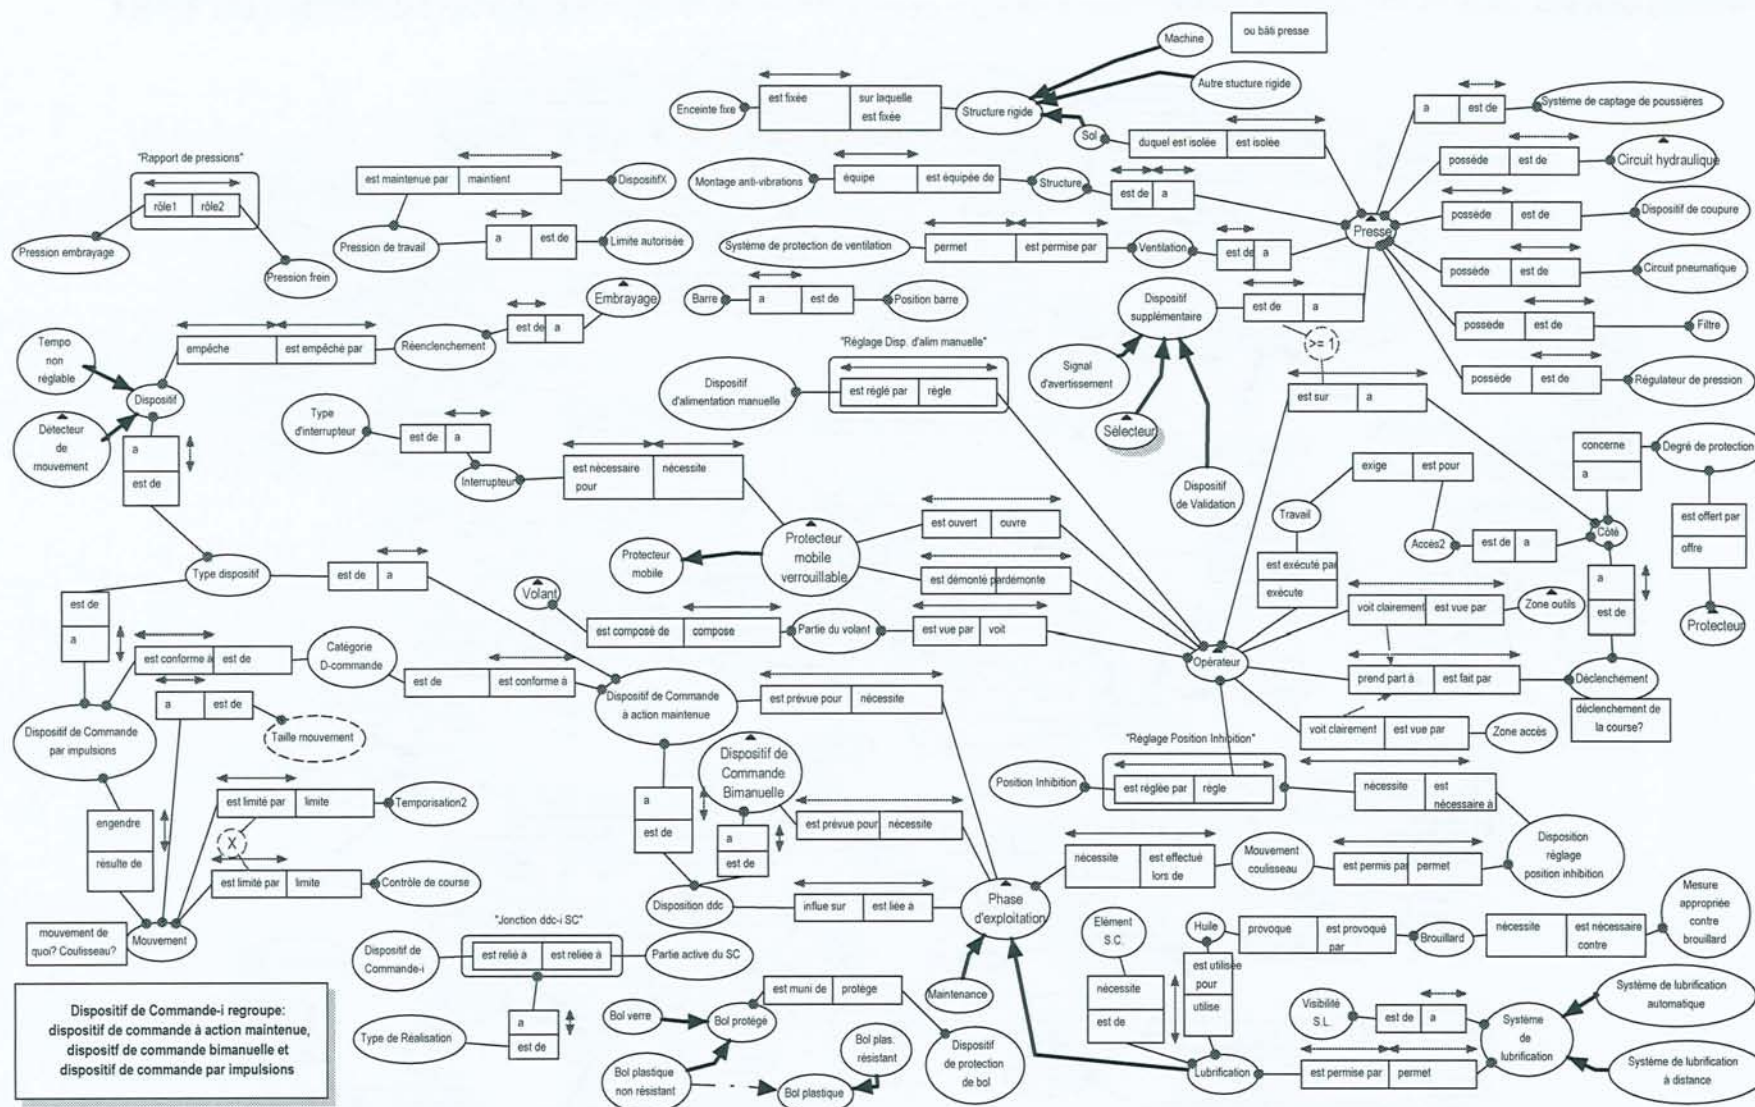 Machine
ou bâti presse
Enceinte fixe
est fixée
sur laquelle
est fixée
Structure rigide
Autre stucture rigide
Sol
duquel est isolée
est isolée
a
est de
Système de captage de poussières
possède
est de
Circuit hydraulique
possède
est de
Dispositif de coupure
possède
est de
Circuit pneumatique
possède
est de
Filtre
possède
est de
Régulateur de pression
Presse
"Rapport de pressions"
rôle1
rôle2
Pression embrayage
Pression frein
est maintenue par
maintient
DispositifX
Pression de travail
a
est de
Limite autorisée
Montage anti-vibrations
équipe
est équipée de
Structure
est de
a
Système de protection de ventilation
permet
est permise par
Ventilation
est de
a
Barre
a
est de
Position barre
Dispositif
supplémentaire
est de
a
>= 1
Signal
d'avertissement
Sélecteur
Dispositif
de Validation
est sur
a
Tempo
non
réglable
empêche
est empêché par
Réenclenchement
est de
a
Embrayage
Dispositif
Détecteur
de
mouvement
a
est de
"Règlage Disp. d'alim manuelle"
Dispositif
d'alimentation manuelle
est réglé par
règle
Type
d'interrupteur
est de
a
Interrupteur
est nécessaire
pour
nécessite
concerne
a
Degré de protection
exige
est pour
Travail
Accès2
est de
a
Côté
est offert par
offre
Protecteur
est exécuté par
exécute
Protecteur
mobile
Protecteur
mobile
verrouillable
est ouvert
ouvre
est démonté par
démonte
Type dispositif
est de
a
Volant
est composé de
compose
Partie du volant
est vue par
voit
Opérateur
voit clairement
est vue par
Zone outils
a
est de
prend part à
est fait par
Déclenchement
déclenchement de
la course?
voit clairement
est vue par
Zone accès
est de
a
est conforme à
est de
Catégorie
D-commande
est de
est conforme à
Dispositif de Commande
à action maintenue
est prévue pour
nécessite
a
est de
Taille mouvement
Dispositif de Commande
par impulsions
Dispositif de
Commande
Bimanuelle
"Règlage Position Inhibition"
Position Inhibition
est réglée par
règle
nécessite
est
nécessaire à
est limité par
limite
Temporisation2
X
engendre
résulte de
a
est de
a
est de
est prévue pour
nécessite
est limité par
limite
Contrôle de course
Mouvement
mouvement de
quoi? Coulisseau?
Disposition ddc
influe sur
est liée à
Phase
d'exploitation
nécessite
est effectué
lors de
Mouvement
coulisseau
est permis par
permet
Disposition
règlage
position inhibition
"Jonction ddc-i SC"
Dispositif de
Commande-i
est relié à
est reliée à
Partie active du SC
Elément
S.C.
Huile
provoque
est provoqué
par
Brouillard
nécessite
est nécessaire
contre
Mesure
appropriée
contre
brouillard
nécessite
est de
est utilisée
pour
utilise
Maintenance
Type de Réalisation
a
est de
Bol verre
Bol protégé
est muni de
protège
Dispositif
de protection
de bol
Bol plastique
non résistant
Bol plas.
résistant
Bol plastique
Lubrification
Visibilité
S.L.
est de
a
Système
de
lubrification
est permise par
permet
Système de lubrification
automatique
Système de lubrification
à distance
Dispositif de Commande-i regroupe:
dispositif de commande à action maintenue,
dispositf de commande bimanuelle et
dispositif de commande par impulsions